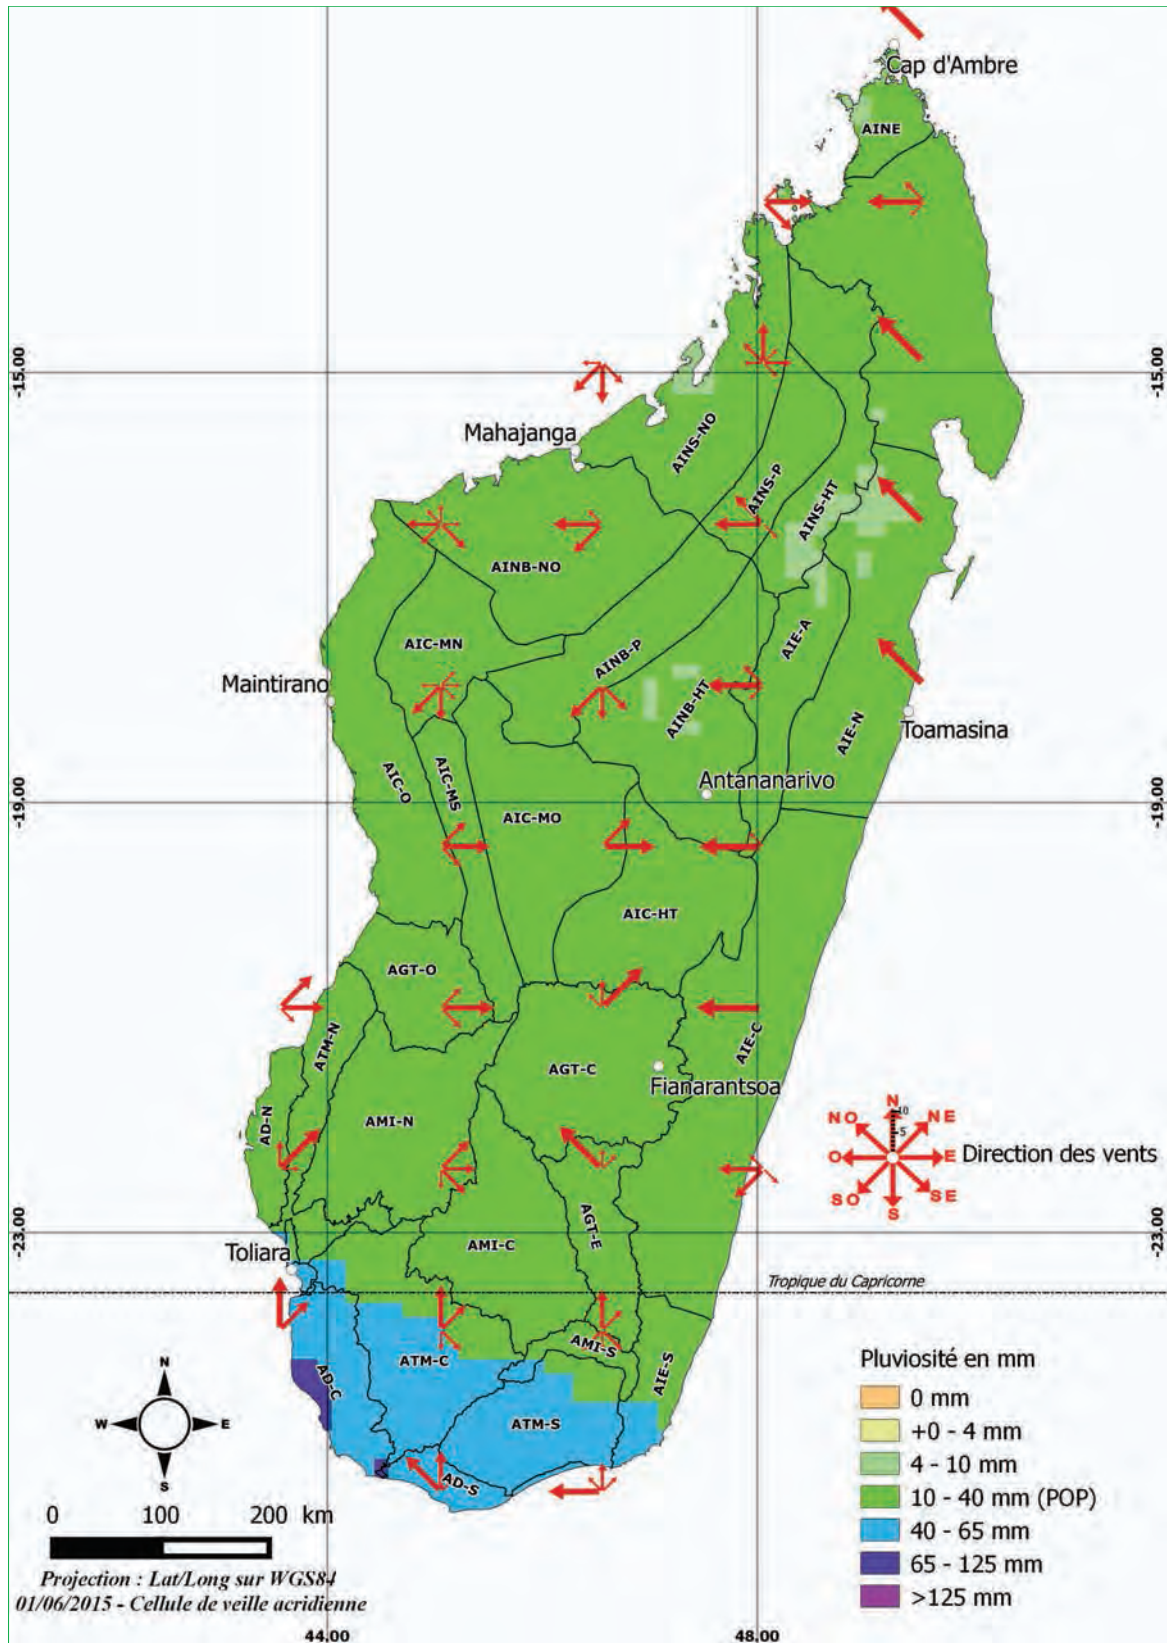 Cap d'Ambre
AINE
-15.00
-15.00
Mahajanga
AINS-NO
AINS-P
AINS-HT
AINB-NO
AIC-MN
AINB-P
AIE-A
Maintirano
AINB-HT
AIE-N
Toamasina
AIC-O
AIC-MS
Antananarivo
-19.00
-19.00
AIC-MO
AIC-HT
AGT-O
ATM-N
AIE-C
AGT-C
Fianarantsoa
AD-N
AMI-N
N
10
5
NO
NE
O
E
SO
SE
S
Direction des vents
AGT-E
-23.00
-23.00
AMI-C
Toliara
Tropique du Capricorne
AMI-S
ATM-C
AIE-S
AD-C
ATM-S
AD-S
N
W
E
S
0 100 200 km
Projection : Lat/Long sur WGS84
01/06/2015 - Cellule de veille acridienne
Pluviosité en mm
0 mm
+0 - 4 mm
4 - 10 mm
10 - 40 mm (POP)
40 - 65 mm
65 - 125 mm
>125 mm
44.00
48.00